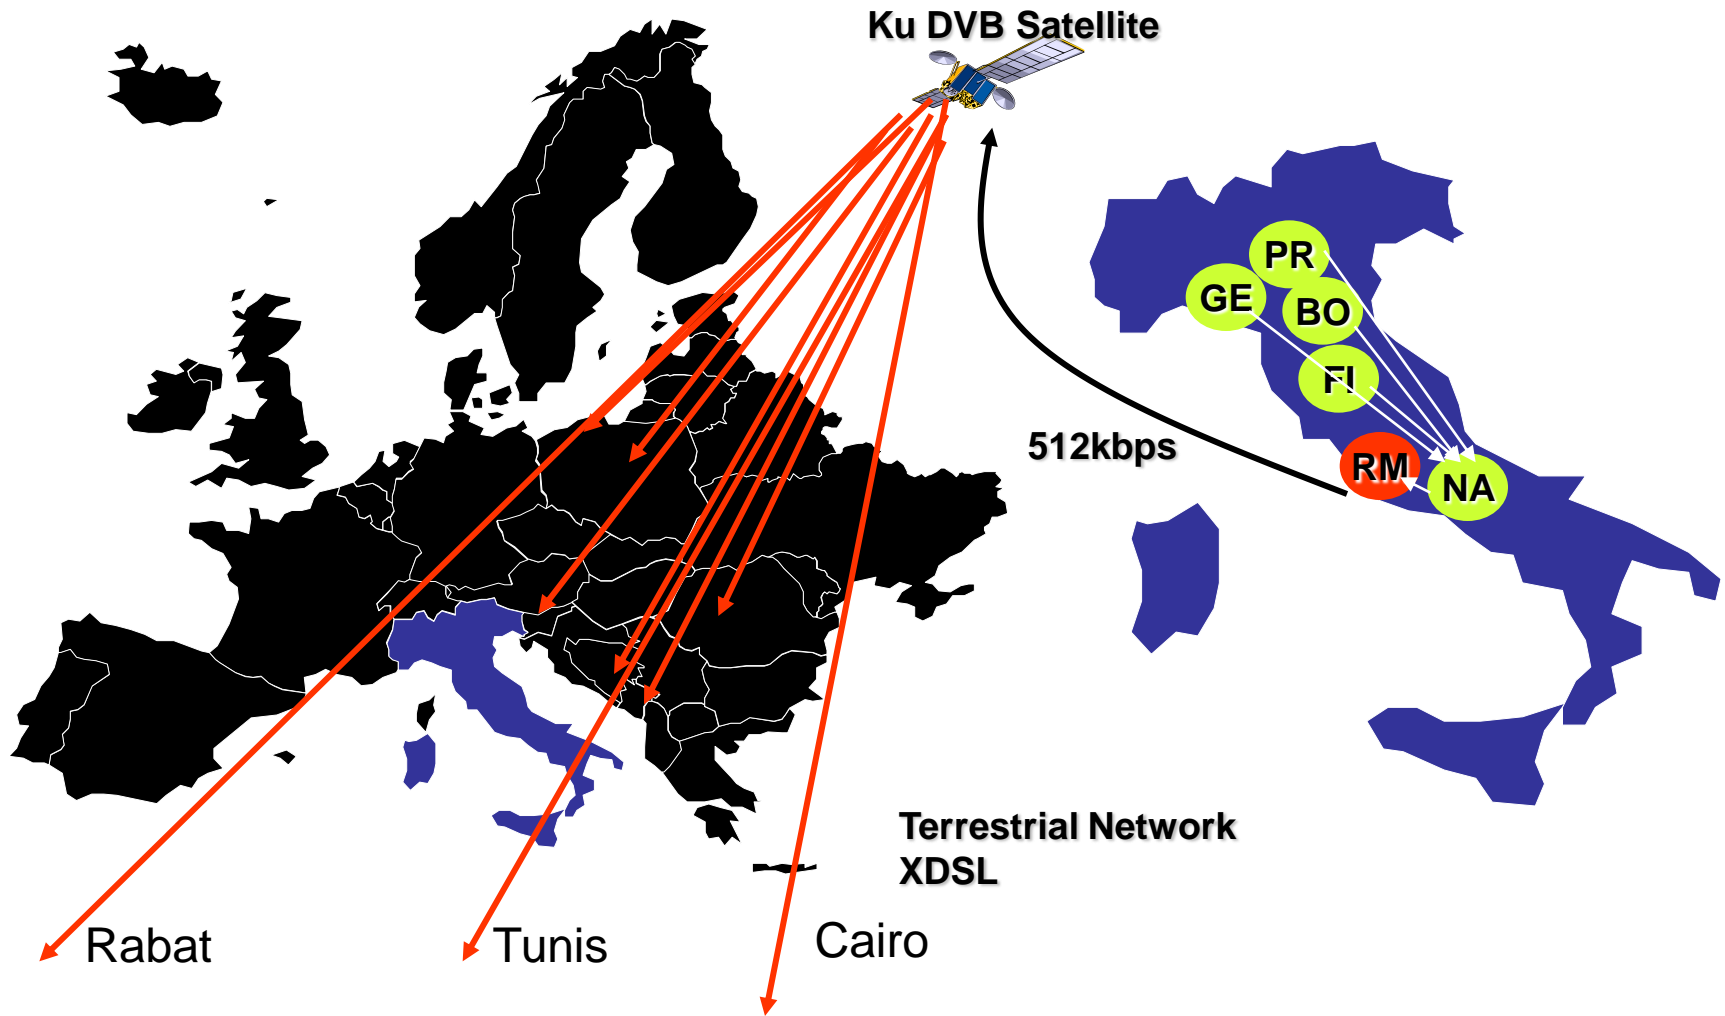 Ku DVB Satellite
PR
GE
BO
FI
512kbps
RM
NA
Terrestrial Network
XDSL
Rabat
Tunis
Cairo